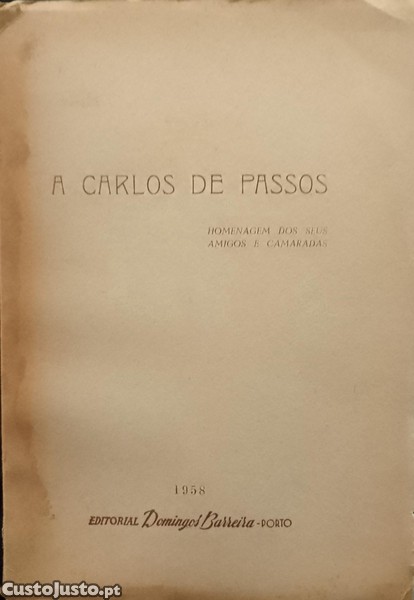 A CARLOS DE PASSOS
HOMENAGEM DOS SEUS
AMIGOS E CAMARADAS
1958
EDITORIAL Domingos Barreira - PORTO
CustoJusto.pt